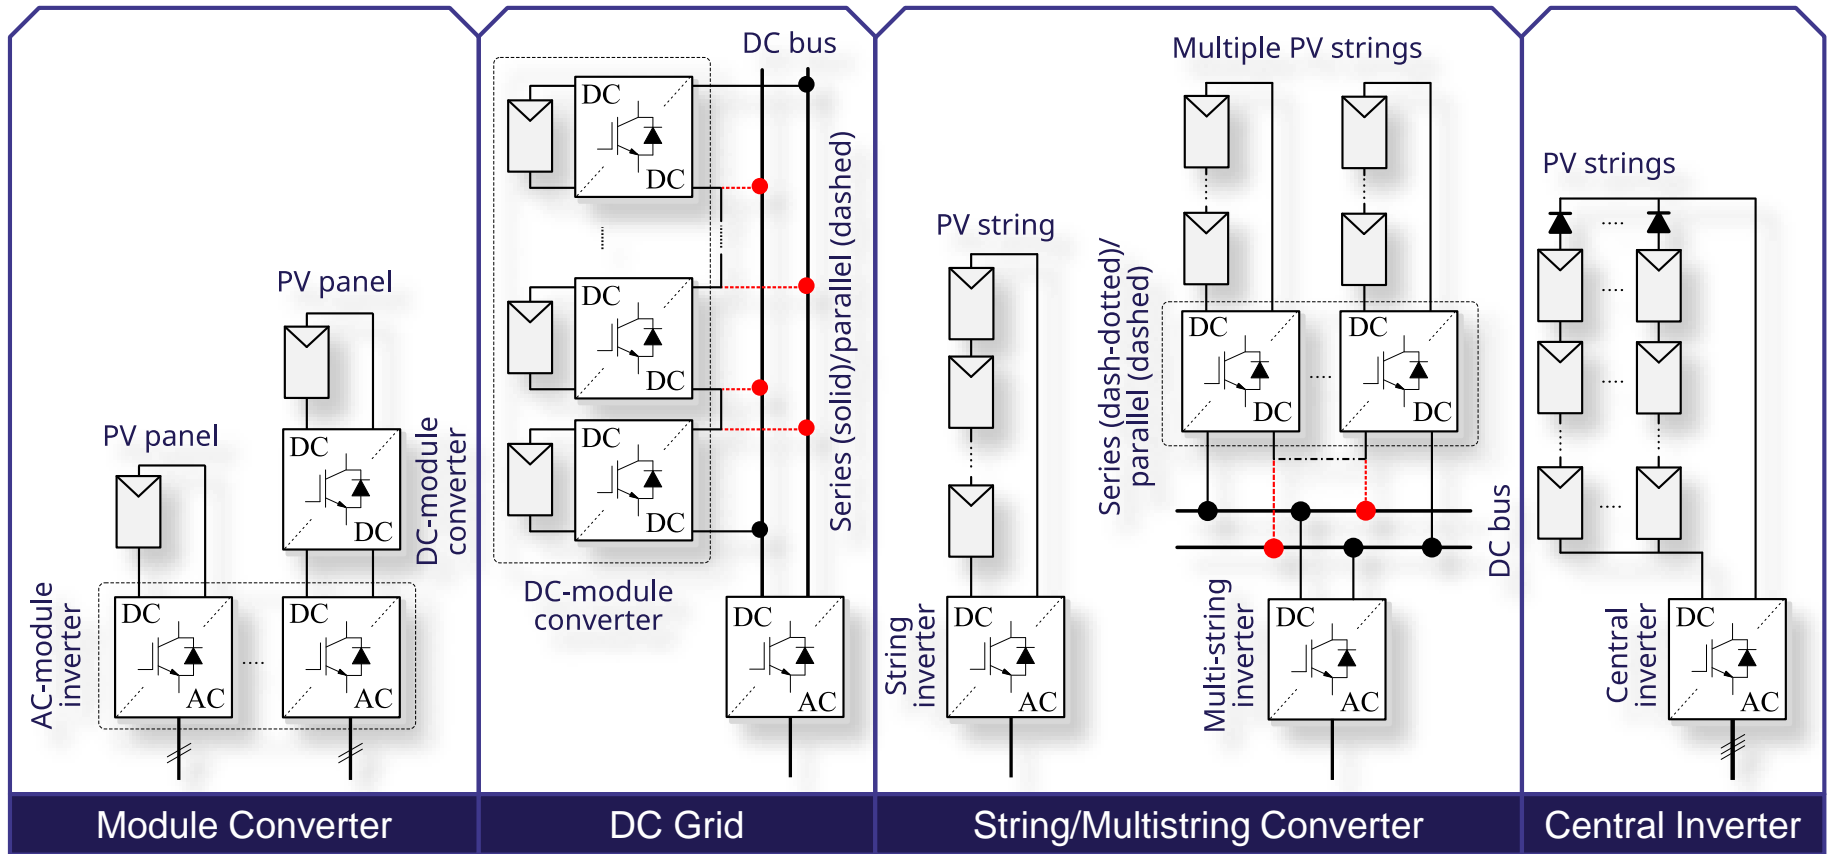 PV panel
PV panel
DC
DC
DC-module
converter
AC-module
inverter
DC
AC
....
DC
AC
Module Converter
DC bus
DC
DC
DC
DC
DC
DC
Series (solid)/parallel (dashed)
DC-module
converter
DC
AC
DC Grid
PV string
String
inverter
DC
AC
Multiple PV strings
Series (dash-dotted)/
parallel (dashed)
DC
DC
....
DC
DC
DC bus
Multi-string
inverter
DC
AC
String/Multistring Converter
PV strings
....
....
....
....
Central
inverter
DC
AC
Central Inverter